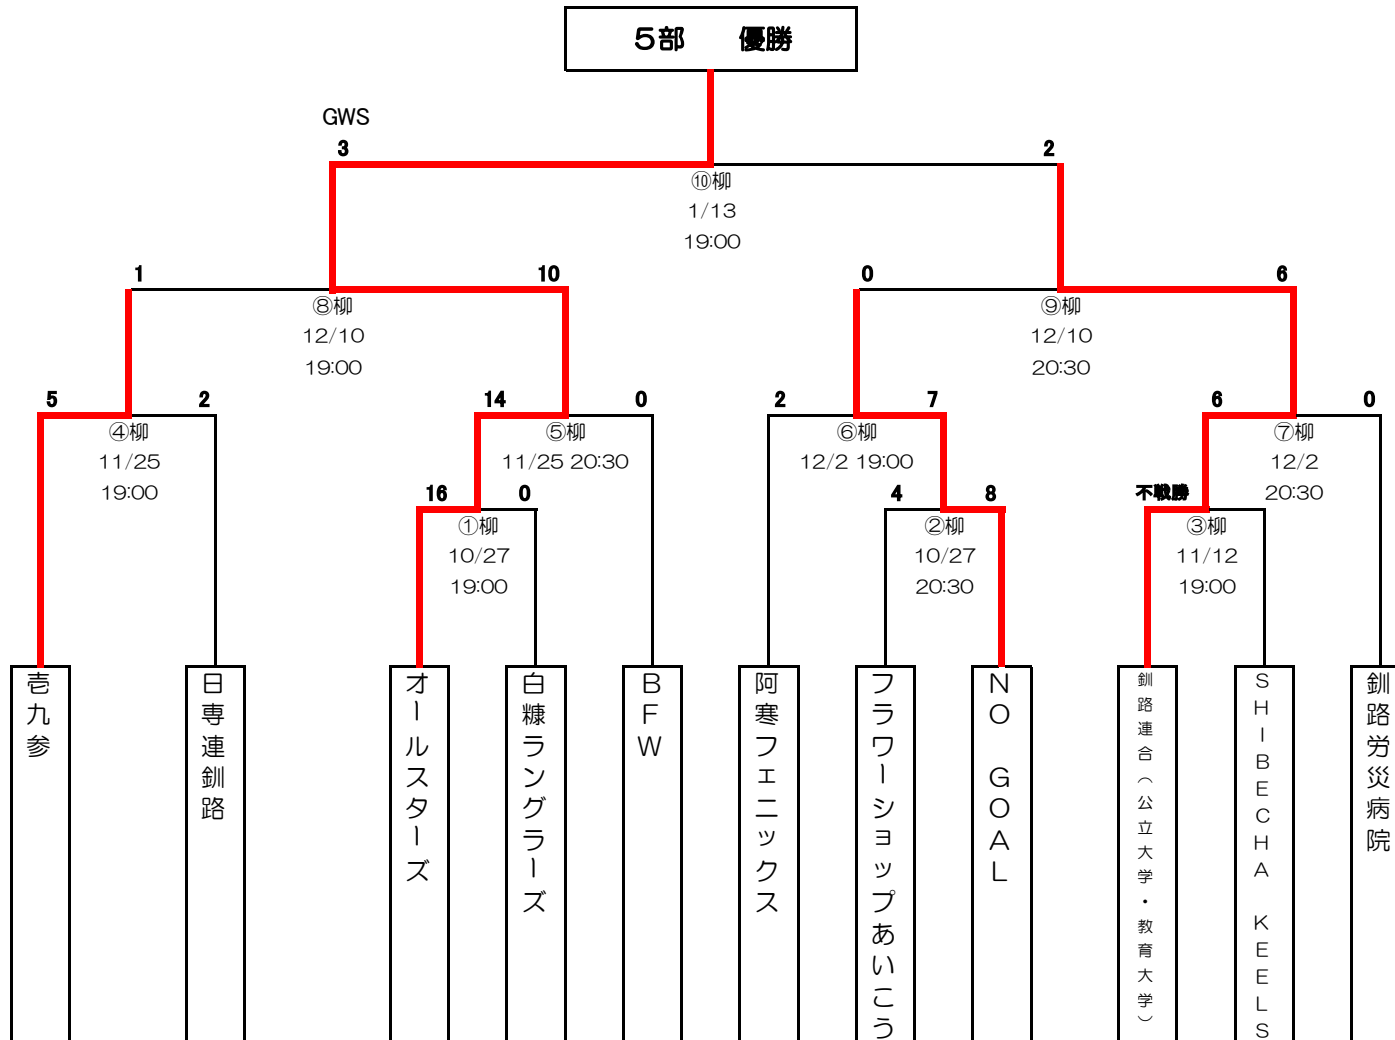 5部 優勝
GWS
3
2
⑩柳
1/13
19:00
1
10
0
6
⑧柳
12/10
19:00
⑨柳
12/10
20:30
5
2
14
0
2
7
6
0
④柳
11/25
19:00
⑤柳
11/25 20:30
⑥柳
12/2 19:00
⑦柳
12/2
20:30
16
0
4
8
不戦勝
①柳
10/27
19:00
②柳
10/27
20:30
③柳
11/12
19:00
壱九参
日専連釧路
オールスターズ
白糠ラングラーズ
BFW
阿寒フェニックス
フラワーショップあいこう
NO GOAL
釧路連合（公立大学・教育大学）
SHIBECHA KEELS
釧路労災病院